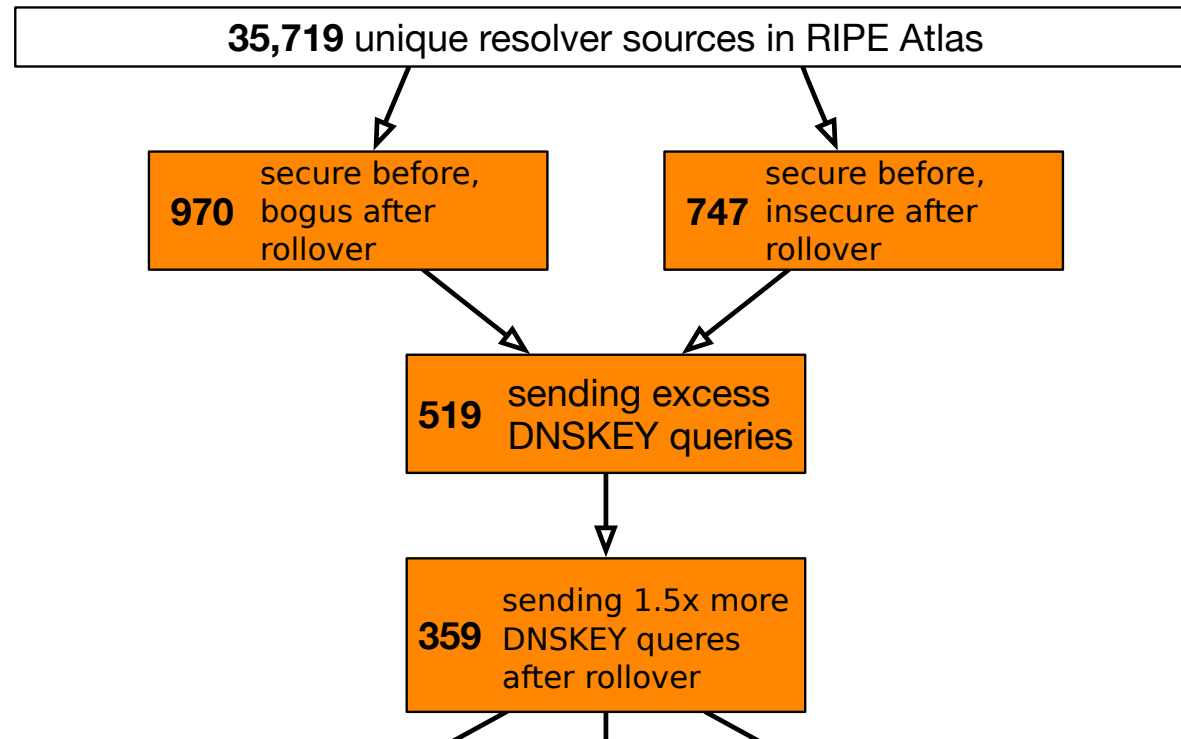 35,719 unique resolver sources in RIPE Atlas
970
secure before,
bogus after
rollover
747
secure before,
insecure after
rollover
519
sending excess
DNSKEY queries
359
sending 1.5x more
DNSKEY queres
after rollover